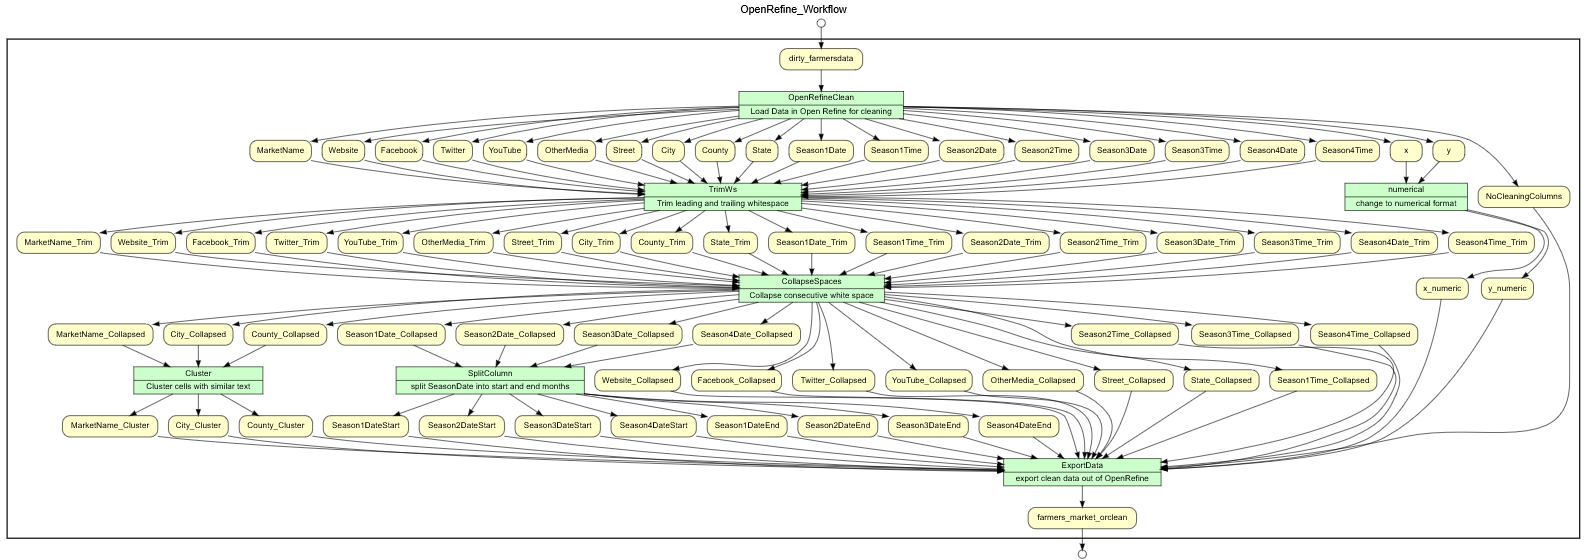 OpenRefine_Workflow
dirty_farmersdata
OpenRefineClean
Load Data in Open Refine for cleaning
MarketName Website Facebook Twitter YouTube OtherMedia Street City County State Season1Date Season1Time Season2Date Season2Time Season3Date Season3Time Season4Date Season4Time x y
TrimWs numerical
Trim leading and trailing whitespace change to numerical format NoCleaningColumns
MarketName_Trim Website_Trim Facebook_Trim Twitter_Trim YouTube_Trim OtherMedia_Trim Street_Trim City_Trim County_Trim State_Trim Season1Date_Trim Season1Time_Trim Season2Date_Trim Season2Time_Trim Season3Date_Trim Season3Time_Trim Season4Date_Trim Season4Time_Trim
CollapseSpaces
Collapse consecutive white space x_numeric y_numeric
MarketName_Collapsed City_Collapsed County_Collapsed Season1Date_Collapsed Season2Date_Collapsed Season3Date_Collapsed Season4Date_Collapsed Season2Time_Collapsed Season3Time_Collapsed Season4Time_Collapsed
Cluster SplitColumn
Cluster cells with similar text split SeasonDate into start and end months Website_Collapsed Facebook_Collapsed Twitter_Collapsed YouTube_Collapsed OtherMedia_Collapsed Street_Collapsed State_Collapsed Season1Time_Collapsed
MarketName_Cluster City_Cluster County_Cluster Season1DateStart Season2DateStart Season3DateStart Season4DateStart Season1DateEnd Season2DateEnd Season3DateEnd Season4DateEnd
ExportData
export clean data out of OpenRefine
farmers_market_orclean